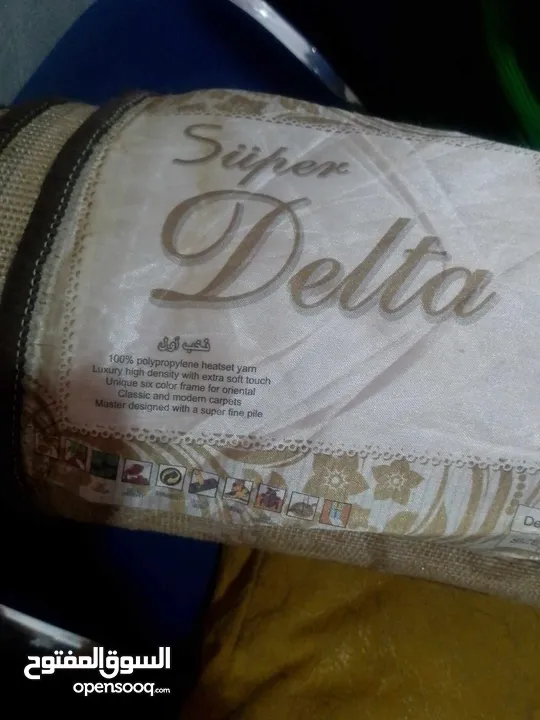 Süper
Delta
نخب أول
100% polypropylene heatset yarn
Luxury high density with extra soft touch
Unique six color frame for oriental
Classic and modern carpets
Master designed with a super fine pile
De
السوق المفتوح
opensooq.com